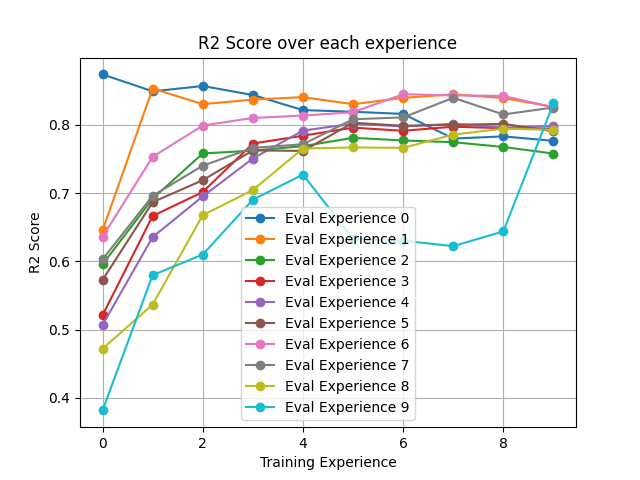 R2 Score over each experience
R2 Score
0.8
0.7
0.6
0.5
0.4
Eval Experience 0
Eval Experience 1
Eval Experience 2
Eval Experience 3
Eval Experience 4
Eval Experience 5
Eval Experience 6
Eval Experience 7
Eval Experience 8
Eval Experience 9
0 2 4 6 8
Training Experience